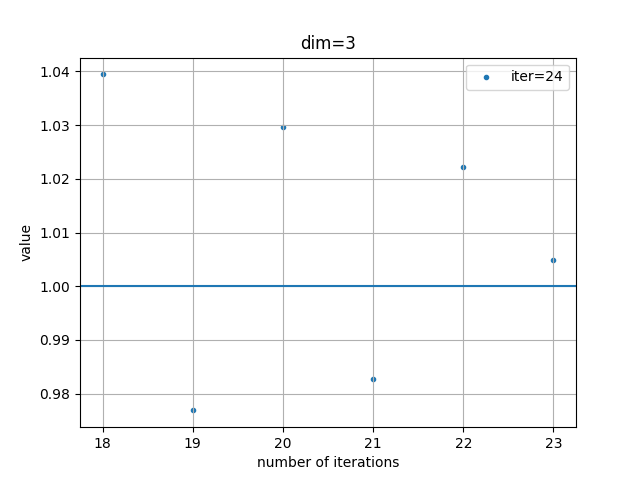 dim=3
iter=24
1.04
1.03
1.02
1.01
1.00
0.99
0.98
value
18 19 20 21 22 23
number of iterations